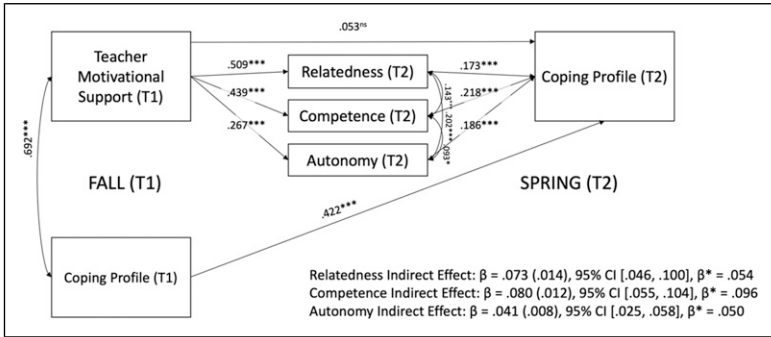 .053ns
Teacher
Motivational
Support (T1)
.509***
Relatedness (T2)
.173***
Coping Profile (T2)
.439***
Competence (T2)
.218***
.267***
Autonomy (T2)
.186***
.143***
.202***
.093*
.692***
FALL (T1)
SPRING (T2)
.422***
Coping Profile (T1)
Relatedness Indirect Effect: β = .073 (.014), 95% CI [.046, .100], β* = .054
Competence Indirect Effect: β = .080 (.012), 95% CI [.055, .104], β* = .096
Autonomy Indirect Effect: β = .041 (.008), 95% CI [.025, .058], β* = .050